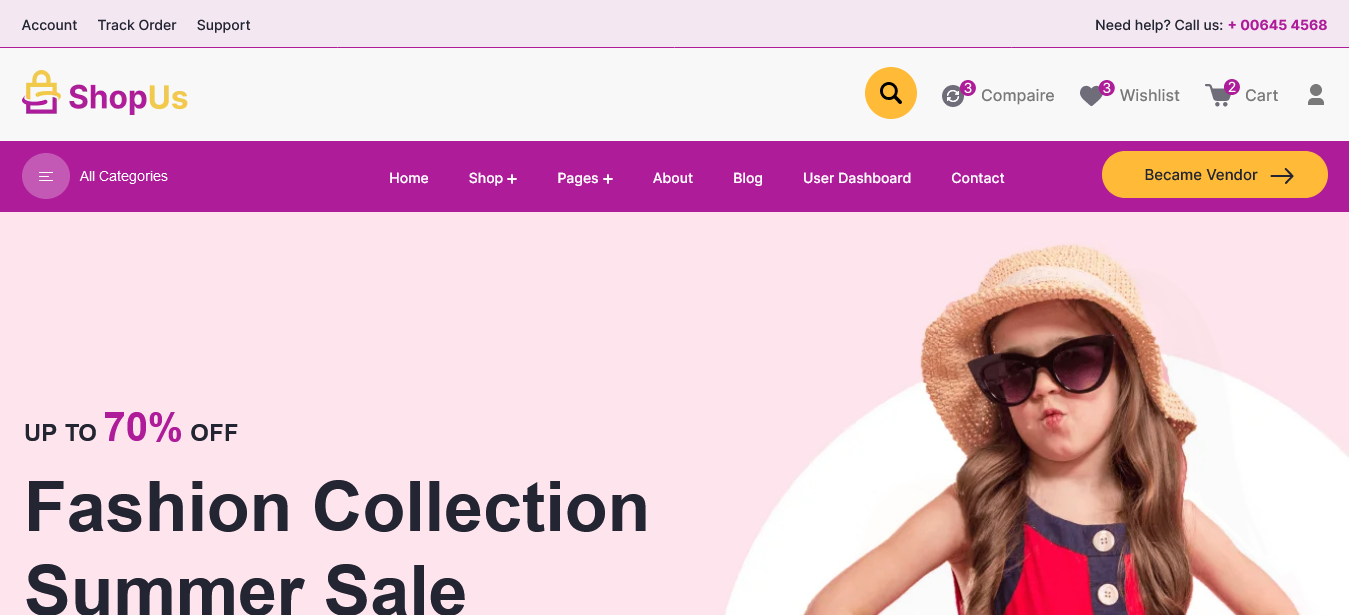 Account Track Order Support Need help? Call us: + 00645 4568
ShopUs 3 Compaire 3 Wishlist 2 Cart
All Categories Home Shop + Pages + About Blog User Dashboard Contact Became Vendor
UP TO 70% OFF
Fashion Collection
Summer Sale